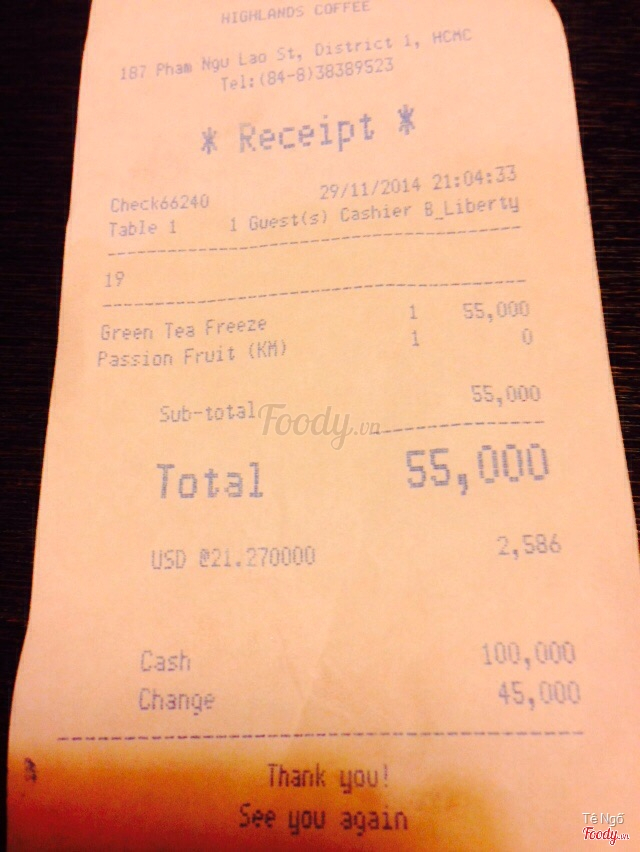 HIGHLANDS COFFEE
187 Pham Ngu Lao St, District 1, HCMC
Tel:(84-8)38389523
* Receipt *
Check66240 29/11/2014 21:04:33
Table 1 1 Guest(s) Cashier B_Liberty
19
Green Tea Freeze 1 55,000
Passion Fruit (KM) 1 0
Sub-total 55,000
Foody.vn
Total 55,000
USD @21.270000 2,586
Cash 100,000
Change 45,000
Thank you!
See you again
Tê Ngố
Foody.vn